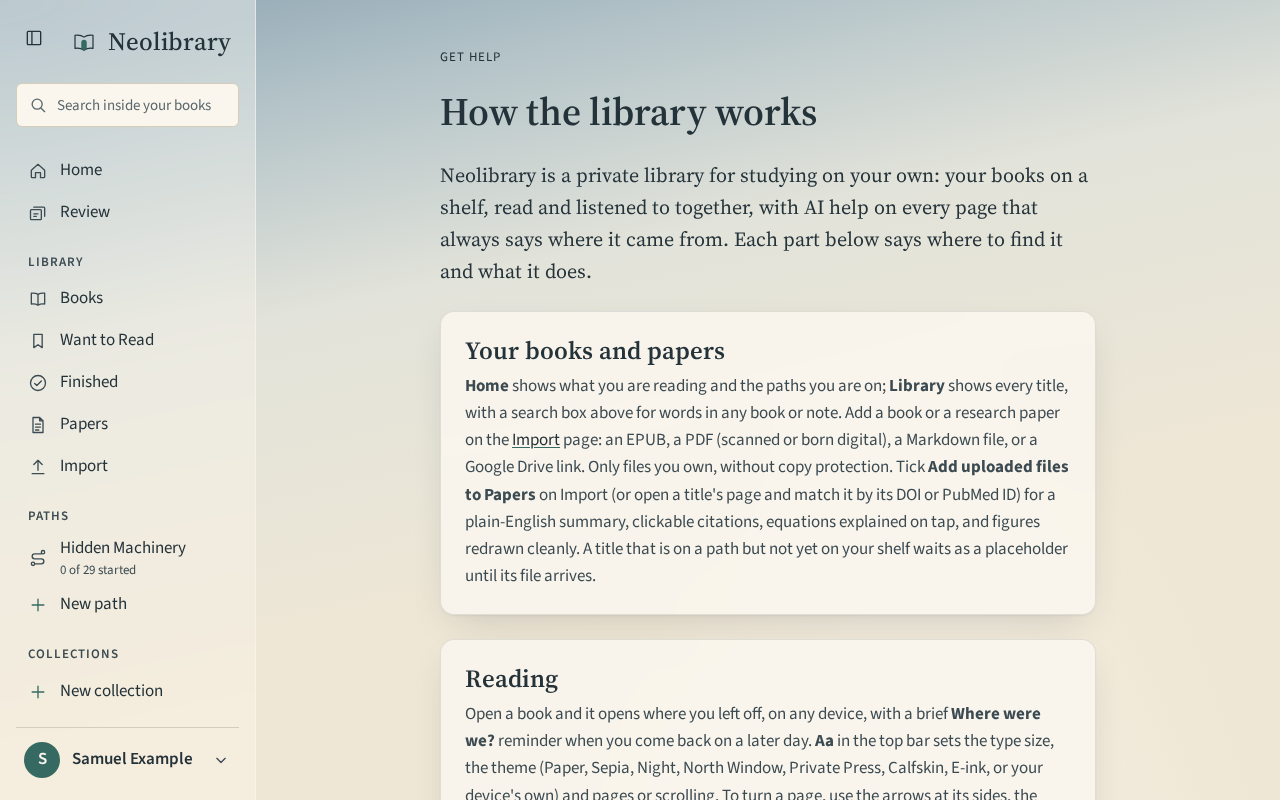 Neolibrary
Search inside your books
Home
Review
LIBRARY
Books
Want to Read
Finished
Papers
Import
PATHS
Hidden Machinery
0 of 29 started
New path
COLLECTIONS
New collection
S
Samuel Example
GET HELP
How the library works
Neolibrary is a private library for studying on your own: your books on a
shelf, read and listened to together, with AI help on every page that
always says where it came from. Each part below says where to find it
and what it does.
Your books and papers
Home shows what you are reading and the paths you are on; Library shows every title,
with a search box above for words in any book or note. Add a book or a research paper
on the Import page: an EPUB, a PDF (scanned or born digital), a Markdown file, or a
Google Drive link. Only files you own, without copy protection. Tick Add uploaded files
to Papers on Import (or open a title's page and match it by its DOI or PubMed ID) for a
plain-English summary, clickable citations, equations explained on tap, and figures
redrawn cleanly. A title that is on a path but not yet on your shelf waits as a placeholder
until its file arrives.
Reading
Open a book and it opens where you left off, on any device, with a brief Where were
we? reminder when you come back on a later day. Aa in the top bar sets the type size,
the theme (Paper, Sepia, Night, North Window, Private Press, Calfskin, E-ink, or your
device's own) and pages or scrolling. To turn a page, use the arrows at its sides, the